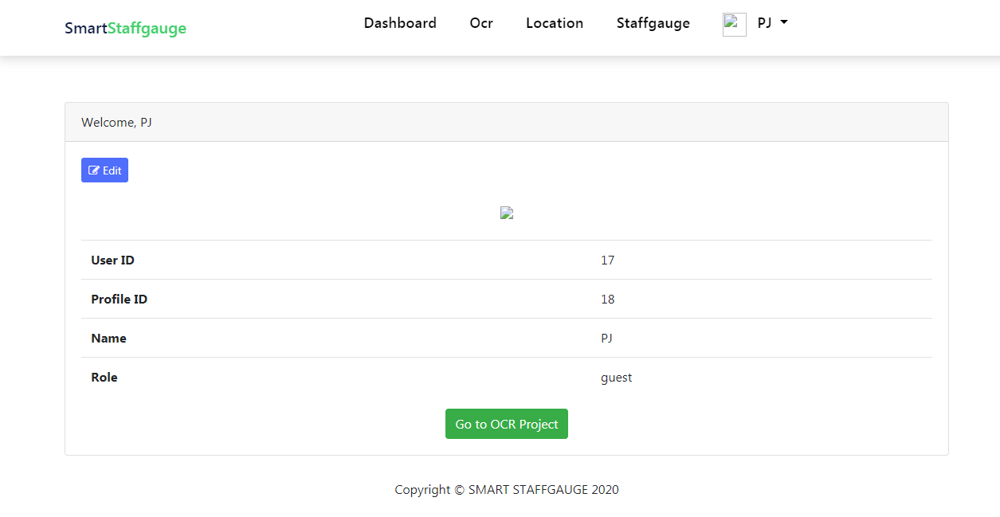 SmartStaffgauge Dashboard Ocr Location Staffgauge PJ
Welcome, PJ
Edit
User ID 17
Profile ID 18
Name PJ
Role guest
Go to OCR Project
Copyright © SMART STAFFGAUGE 2020